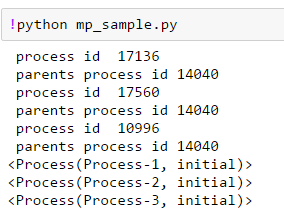 !python mp_sample.py
process id  17136
parents process id 14040
process id  17560
parents process id 14040
process id  10996
parents process id 14040
<Process(Process-1, initial)>
<Process(Process-2, initial)>
<Process(Process-3, initial)>